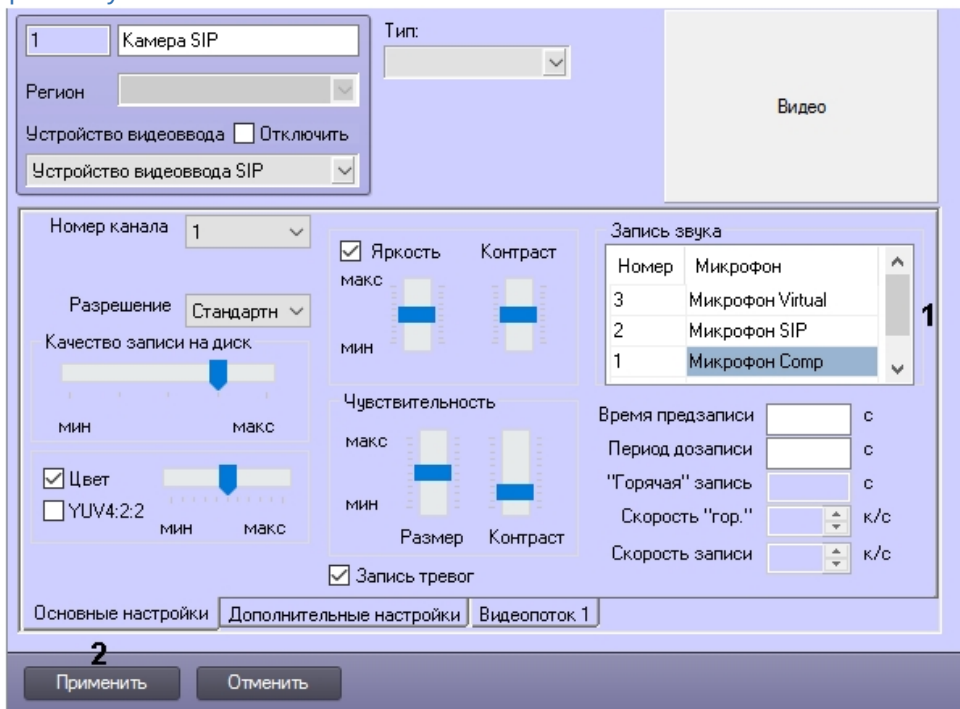 1 Камера SIP
Тип:
Регион
Видео
Устройство видеоввода Отключить
Устройство видеоввода SIP
Номер канала 1
Разрешение Стандартн
Качество записи на диск
мин макс
Цвет
YUV4:2:2
мин макс
Яркость Контраст
макс
мин
Чувствительность
макс
мин
Размер Контраст
Запись тревог
Запись звука
Номер Микрофон
3 Микрофон Virtual
2 Микрофон SIP
1 Микрофон Comp
1
Время предзаписи с
Период дозаписи с
"Горячая" запись с
Скорость "гор." к/с
Скорость записи к/с
Основные настройки Дополнительные настройки Видеопоток 1
2
Применить Отменить